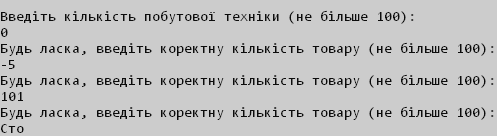 Введіть кількість побутової техніки (не більше 100):
0
Будь ласка, введіть коректну кількість товару (не більше 100):
-5
Будь ласка, введіть коректну кількість товару (не більше 100):
101
Будь ласка, введіть коректну кількість товару (не більше 100):
Сто